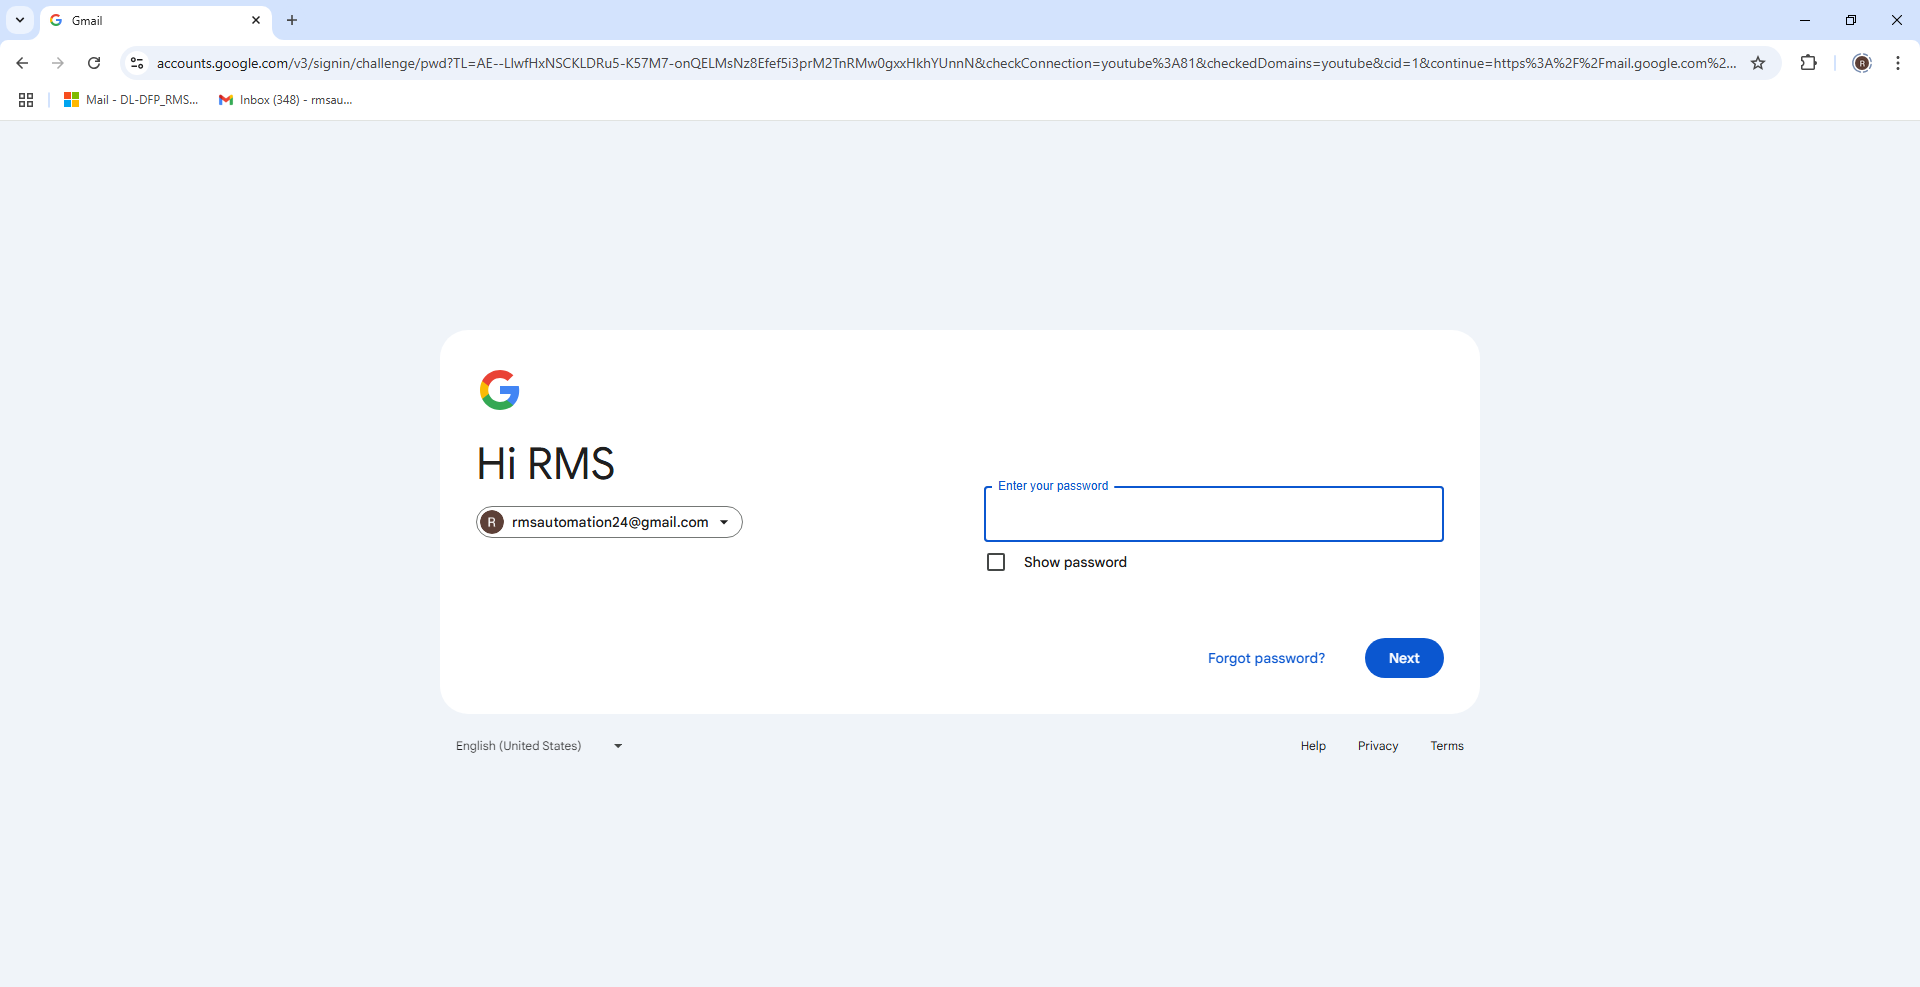 Gmail
accounts.google.com/v3/signin/challenge/pwd?TL=AE--LlwfHxNSCKLDRu5-K57M7-onQELMsNz8Efef5i3prM2TnRMw0gxxHkhYUnnN&checkConnection=youtube%3A81&checkedDomains=youtube&cid=1&continue=https%3A%2F%2Fmail.google.com%2...
R
Mail - DL-DFP_RMS...
Inbox (348) - rmsau...
Hi RMS
R rmsautomation24@gmail.com
Enter your password
Show password
Forgot password?
Next
English (United States)
Help Privacy Terms